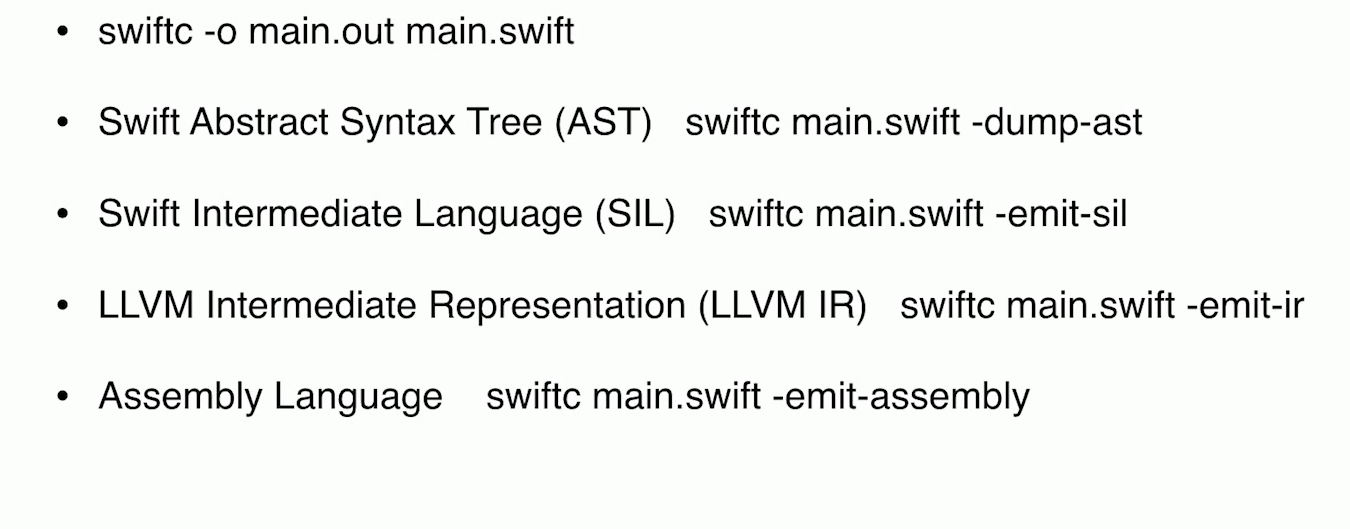 • swiftc -o main.out main.swift
• Swift Abstract Syntax Tree (AST) swiftc main.swift -dump-ast
• Swift Intermediate Language (SIL) swiftc main.swift -emit-sil
• LLVM Intermediate Representation (LLVM IR) swiftc main.swift -emit-ir
• Assembly Language swiftc main.swift -emit-assembly